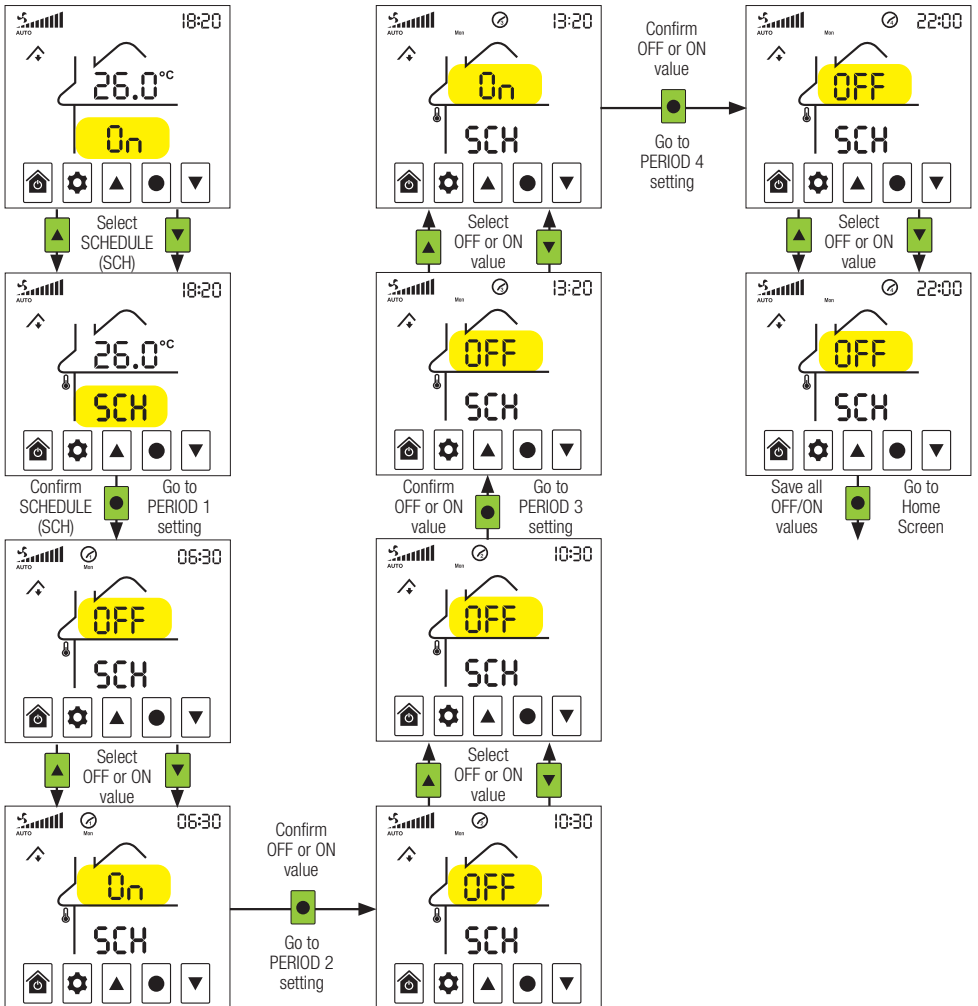 AUTO
18:20
26.0°C
On
Select
SCHEDULE
(SCH)
AUTO
18:20
26.0°C
SCH
Confirm
SCHEDULE
(SCH)
Go to
PERIOD 1
setting
AUTO
Mon
06:30
OFF
SCH
Select
OFF or ON
value
AUTO
Mon
06:30
On
SCH
Confirm
OFF or ON
value
Go to
PERIOD 2
setting
AUTO
Mon
10:30
OFF
SCH
Select
OFF or ON
value
AUTO
Mon
10:30
OFF
SCH
Confirm
OFF or ON
value
Go to
PERIOD 3
setting
AUTO
Mon
13:20
OFF
SCH
Select
OFF or ON
value
AUTO
Mon
13:20
On
SCH
Confirm
OFF or ON
value
Go to
PERIOD 4
setting
AUTO
Mon
22:00
OFF
SCH
Select
OFF or ON
value
AUTO
Mon
22:00
OFF
SCH
Save all
OFF/ON
values
Go to
Home
Screen